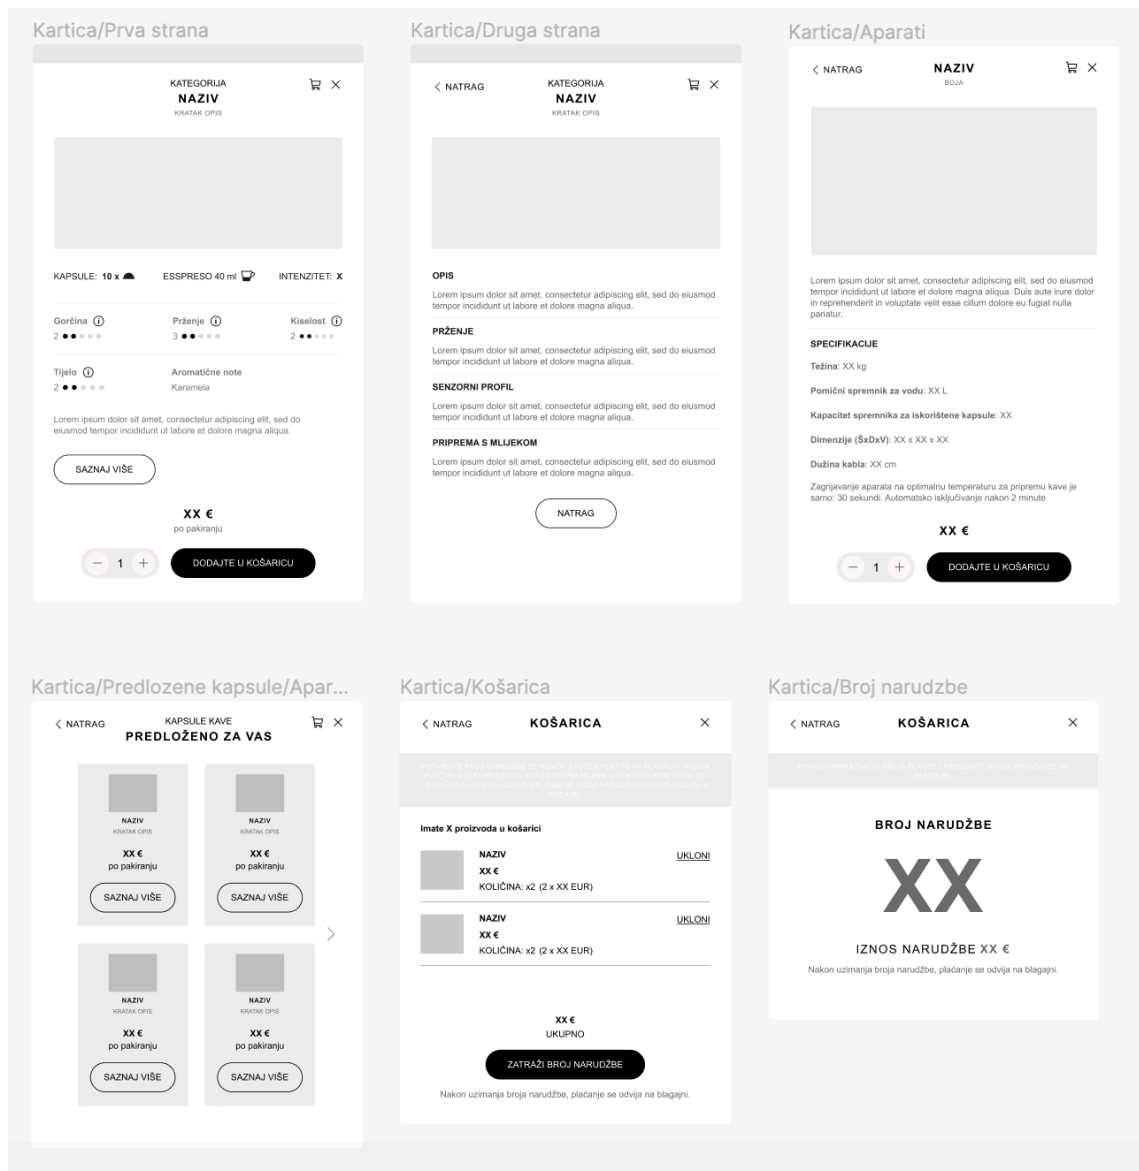 Kartica/Prva strana
KATEGORIJA
NAZIV
KRATAK OPIS
KAPSULE: 10 x
ESSPRESO 40 ml
INTENZITET: X
Gorčina
Prženje
Kiselost
2
3
2
Tijelo
Aromatične note
2
Karamela
Lorem ipsum dolor sit amet, consectetur adipiscing elit, sed do
eiusmod tempor incididunt ut labore et dolore magna aliqua.
SAZNAJ VIŠE
XX €
po pakiranju
− 1 +
DODAJTE U KOŠARICU
Kartica/Druga strana
NATRAG
KATEGORIJA
NAZIV
KRATAK OPIS
OPIS
Lorem ipsum dolor sit amet, consectetur adipiscing elit, sed do eiusmod
tempor incididunt ut labore et dolore magna aliqua.
PRŽENJE
Lorem ipsum dolor sit amet, consectetur adipiscing elit, sed do eiusmod
tempor incididunt ut labore et dolore magna aliqua.
SENZORNI PROFIL
Lorem ipsum dolor sit amet, consectetur adipiscing elit, sed do eiusmod
tempor incididunt ut labore et dolore magna aliqua.
PRIPREMA S MLIJEKOM
Lorem ipsum dolor sit amet, consectetur adipiscing elit, sed do eiusmod
tempor incididunt ut labore et dolore magna aliqua.
NATRAG
Kartica/Aparati
NATRAG
NAZIV
BOJA
Lorem ipsum dolor sit amet, consectetur adipiscing elit, sed do eiusmod
tempor incididunt ut labore et dolore magna aliqua. Duis aute irure dolor
in reprehenderit in voluptate velit esse cillum dolore eu fugiat nulla
pariatur.
SPECIFIKACIJE
Težina: XX kg
Pomični spremnik za vodu: XX L
Kapacitet spremnika za iskorištene kapsule: XX
Dimenzije (ŠxDxV): XX x XX x XX
Dužina kabla: XX cm
Zagrijavanje aparata na optimalnu temperaturu za pripremu kave je
samo: 30 sekundi. Automatsko isključivanje nakon 2 minute
XX €
− 1 +
DODAJTE U KOŠARICU
Kartica/Predlozene kapsule/Apar...
NATRAG
KAPSULE KAVE
PREDLOŽENO ZA VAS
NAZIV
KRATAK OPIS
XX €
po pakiranju
SAZNAJ VIŠE
NAZIV
KRATAK OPIS
XX €
po pakiranju
SAZNAJ VIŠE
NAZIV
KRATAK OPIS
XX €
po pakiranju
SAZNAJ VIŠE
NAZIV
KRATAK OPIS
XX €
po pakiranju
SAZNAJ VIŠE
Kartica/Košarica
NATRAG
KOŠARICA
Imate X proizvoda u košarici
NAZIV
UKLONI
XX €
KOLIČINA: x2 (2 x XX EUR)
NAZIV
UKLONI
XX €
KOLIČINA: x2 (2 x XX EUR)
XX €
UKUPNO
ZATRAŽI BROJ NARUDŽBE
Nakon uzimanja broja narudžbe, plaćanje se odvija na blagajni.
Kartica/Broj narudzbe
NATRAG
KOŠARICA
BROJ NARUDŽBE
XX
IZNOS NARUDŽBE XX €
Nakon uzimanja broja narudžbe, plaćanje se odvija na blagajni.